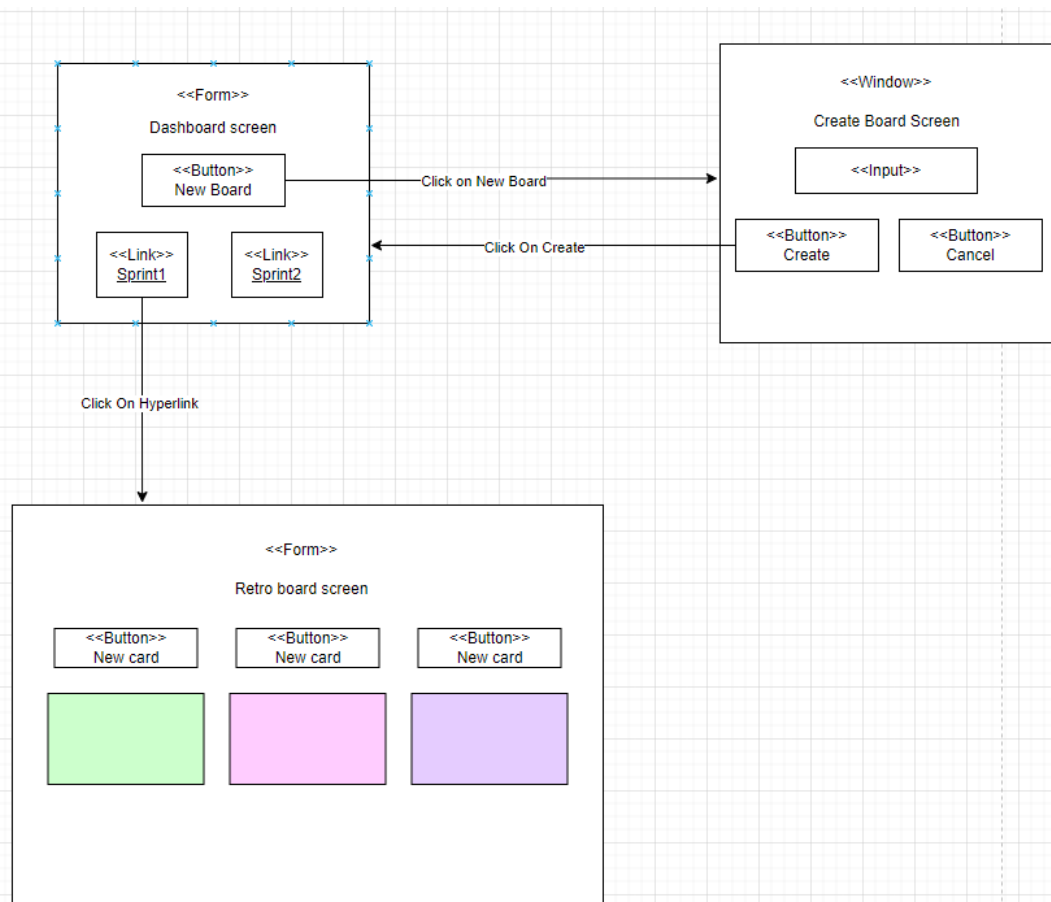 <<Form>>
Dashboard screen
<<Button>>
New Board
<<Link>>
Sprint1
<<Link>>
Sprint2
Click on New Board
<<Window>>
Create Board Screen
<<Input>>
<<Button>>
Create
<<Button>>
Cancel
Click On Create
Click On Hyperlink
<<Form>>
Retro board screen
<<Button>>
New card
<<Button>>
New card
<<Button>>
New card